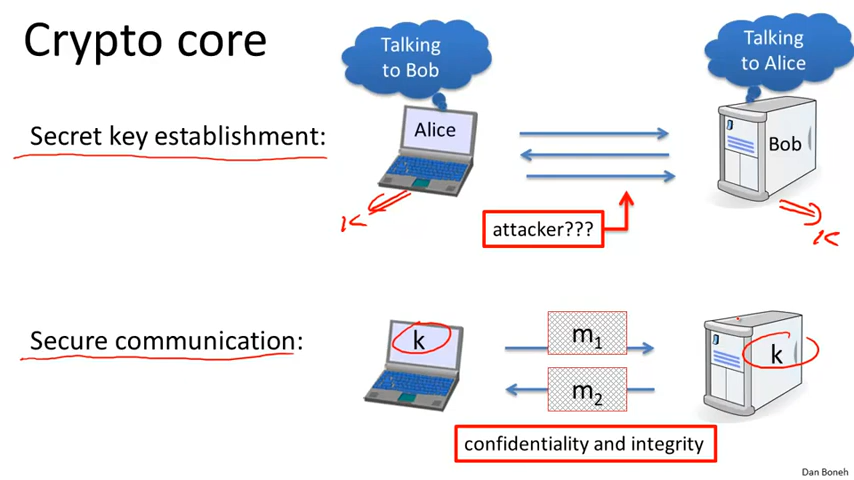 Crypto core
Talking
to Bob
Talking
to Alice
Secret key establishment:
Alice
Bob
attacker???
k
k
Secure communication:
k
m₁
k
m₂
confidentiality and integrity
Dan Boneh